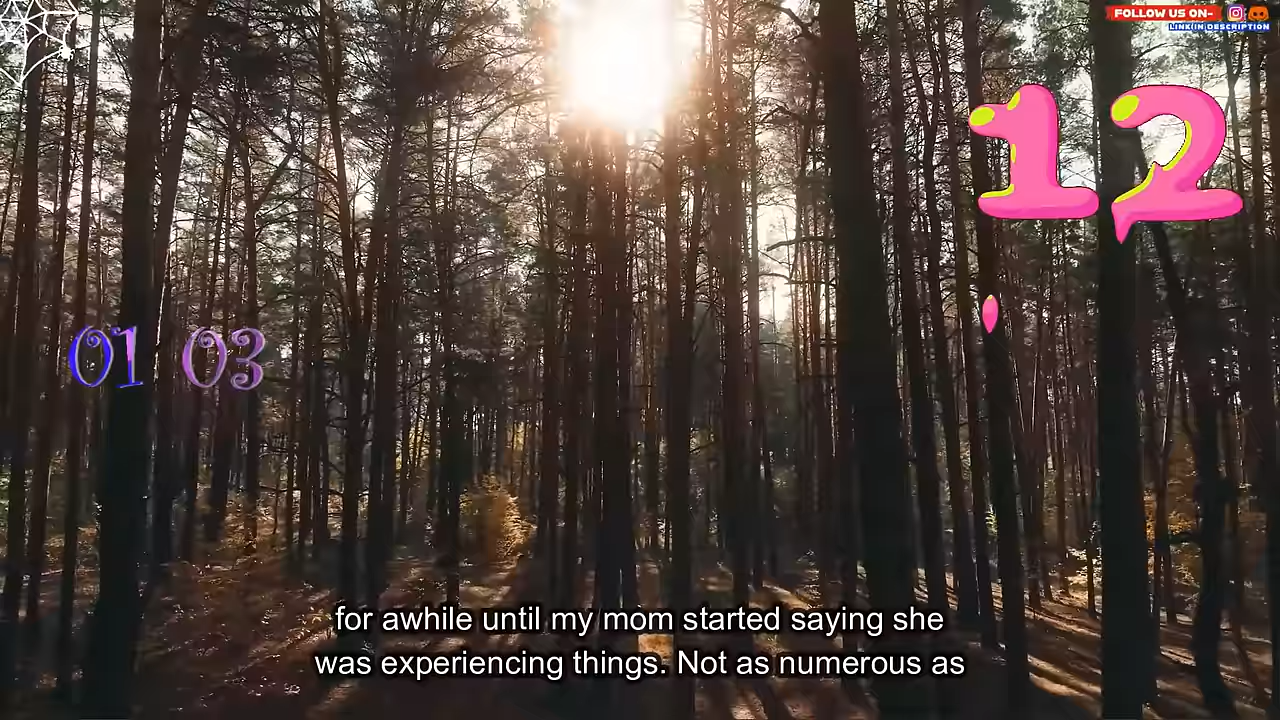 FOLLOW US ON-
LINK IN DESCRIPTION
12
01 03
for awhile until my mom started saying she
was experiencing things. Not as numerous as